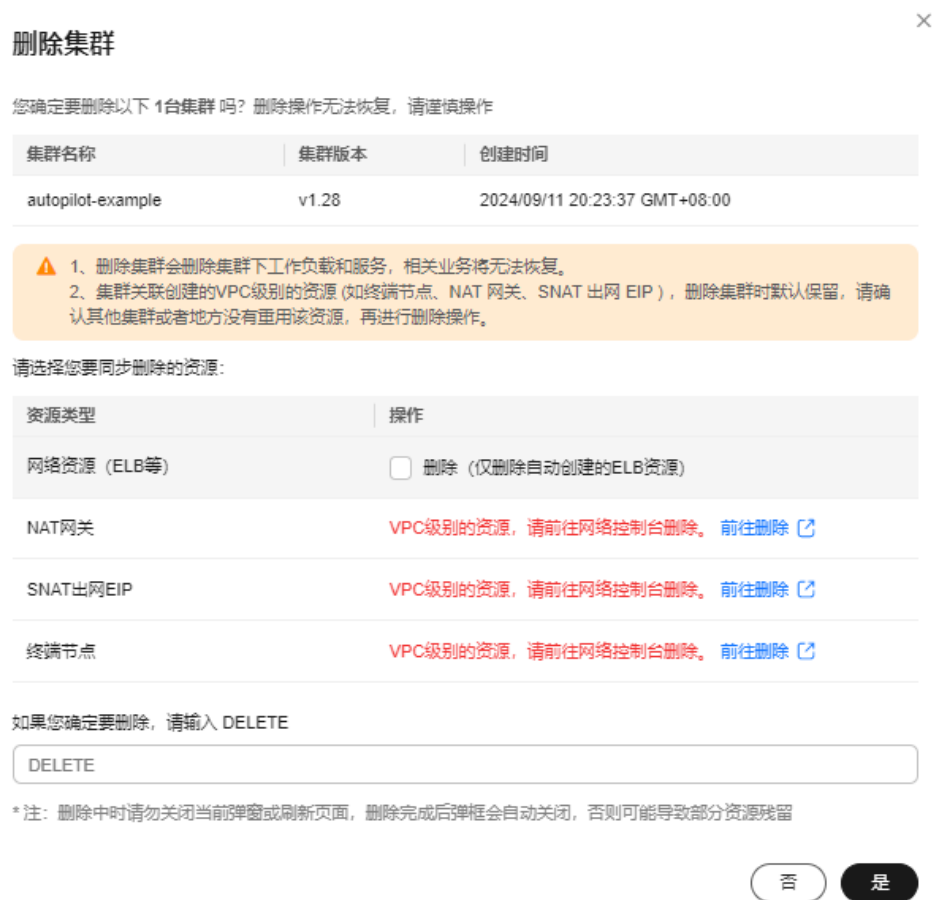 删除集群
您确定要删除以下 1台集群 吗？删除操作无法恢复，请谨慎操作
集群名称 集群版本 创建时间
autopilot-example v1.28 2024/09/11 20:23:37 GMT+08:00
1、删除集群会删除集群下工作负载和服务，相关业务将无法恢复。
2、集群关联创建的VPC级别的资源 (如终端节点、NAT 网关、SNAT 出网 EIP ) ，删除集群时默认保留，请确
认其他集群或者地方没有重用该资源，再进行删除操作。
请选择您要同步删除的资源：
资源类型 操作
网络资源（ELB等） 删除（仅删除自动创建的ELB资源）
NAT网关 VPC级别的资源，请前往网络控制台删除。 前往删除
SNAT出网EIP VPC级别的资源，请前往网络控制台删除。 前往删除
终端节点 VPC级别的资源，请前往网络控制台删除。 前往删除
如果您确定要删除，请输入 DELETE
DELETE
* 注：删除中时请勿关闭当前弹窗或刷新页面，删除完成后弹框会自动关闭，否则可能导致部分资源残留
否 是